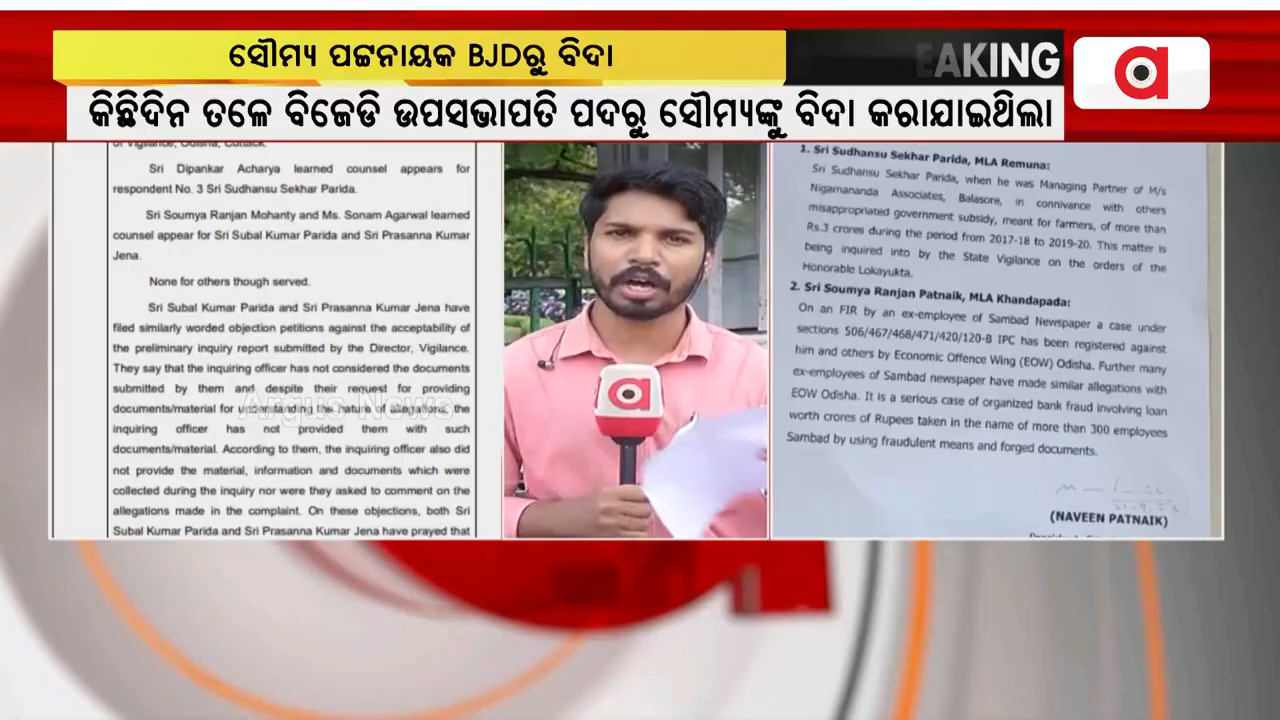 ସୌମ୍ୟ ପଟ୍ଟନାୟକ BJDରୁ ବିଦା
EAKING
କିଛିଦିନ ତଳେ ବିଜେଡି ଉପସଭାପତି ପଦରୁ ସୌମ୍ୟଙ୍କୁ ବିଦା କରାଯାଇଥିଲା
of Vigilance, Odisha, Cuttack.
Sri Dipankar Acharya learned counsel appears for
respondent No. 3 Sri Sudhansu Sekhar Parida.
Sri Soumya Ranjan Mohanty and Ms. Sonam Agarwal learned
counsel appear for Sri Subal Kumar Parida and Sri Prasanna Kumar
Jena.
None for others though served.
Sri Subal Kumar Parida and Sri Prasanna Kumar Jena have
filed similarly worded objection petitions against the acceptability of
the preliminary inquiry report submitted by the Director, Vigilance.
They say that the inquiring officer has not considered the documents
submitted by them and despite their request for providing
documents/material for understanding the nature of allegations, the
inquiring officer has not provided them with such
documents/material. According to them, the inquiring officer also did
not provide the material, information and documents which were
collected during the inquiry nor were they asked to comment on the
allegations made in the complaint. On these objections, both Sri
Subal Kumar Parida and Sri Prasanna Kumar Jena have prayed that
Argus News
a
a
1. Sri Sudhansu Sekhar Parida, MLA Remuna:
Sri Sudhansu Sekhar Parida, when he was Managing Partner of M/s
Nigamananda Associates, Balasore, in connivance with others
misappropriated government subsidy, meant for farmers, of more than
Rs.3 crores during the period from 2017-18 to 2019-20. This matter is
being inquired into by the State Vigilance on the orders of the
Honorable Lokayukta.
2. Sri Soumya Ranjan Patnaik, MLA Khandapada:
On an FIR by an ex-employee of Sambad Newspaper a case under
sections 506/467/468/471/420/120-B IPC has been registered against
him and others by Economic Offence Wing (EOW) Odisha. Further many
ex-employees of Sambad newspaper have made similar allegations with
EOW Odisha. It is a serious case of organized bank fraud involving loan
worth crores of Rupees taken in the name of more than 300 employees
Sambad by using fraudulent means and forged documents.
(NAVEEN PATNAIK)